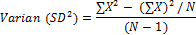 Varian (SD²) = (∑X² − (∑X)² / N) / (N − 1)